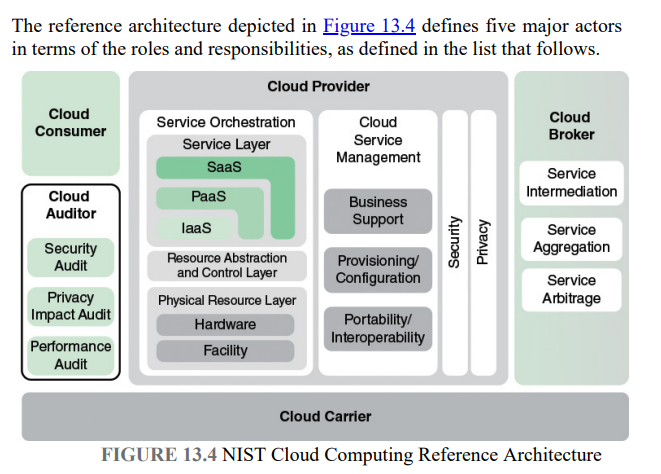 The reference architecture depicted in Figure 13.4 defines five major actors
in terms of the roles and responsibilities, as defined in the list that follows.
Cloud
Consumer
Cloud
Auditor
Security
Audit
Privacy
Impact Audit
Performance
Audit
Cloud Provider
Service Orchestration
Service Layer
SaaS
PaaS
IaaS
Resource Abstraction
and Control Layer
Physical Resource Layer
Hardware
Facility
Cloud
Service
Management
Business
Support
Provisioning/
Configuration
Portability/
Interoperability
Security
Privacy
Cloud
Broker
Service
Intermediation
Service
Aggregation
Service
Arbitrage
Cloud Carrier
FIGURE 13.4 NIST Cloud Computing Reference Architecture